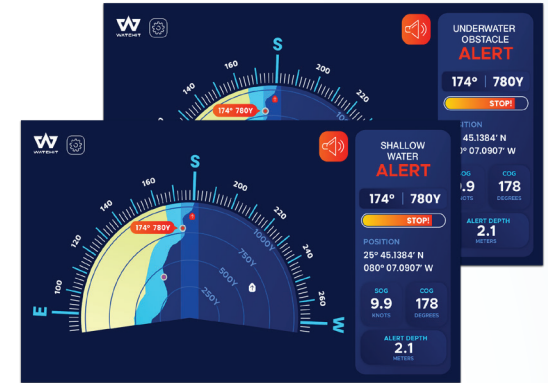 WATCHIT
S
160
200
220
174° 780Y
1000Y
UNDERWATER
OBSTACLE
ALERT
174° 780Y
STOP!
POSITION
45.1384' N
0° 07.0907' W
COG
.9
178
DEGREES
ALERT DEPTH
2.1
METERS
WATCHIT
S
160
200
140
220
120
240
100
260
E
W
174° 780Y
1000Y
750Y
500Y
250Y
SHALLOW
WATER
ALERT
174° 780Y
STOP!
POSITION
25° 45.1384' N
080° 07.0907' W
SOG
COG
9.9
178
KNOTS
DEGREES
ALERT DEPTH
2.1
METERS